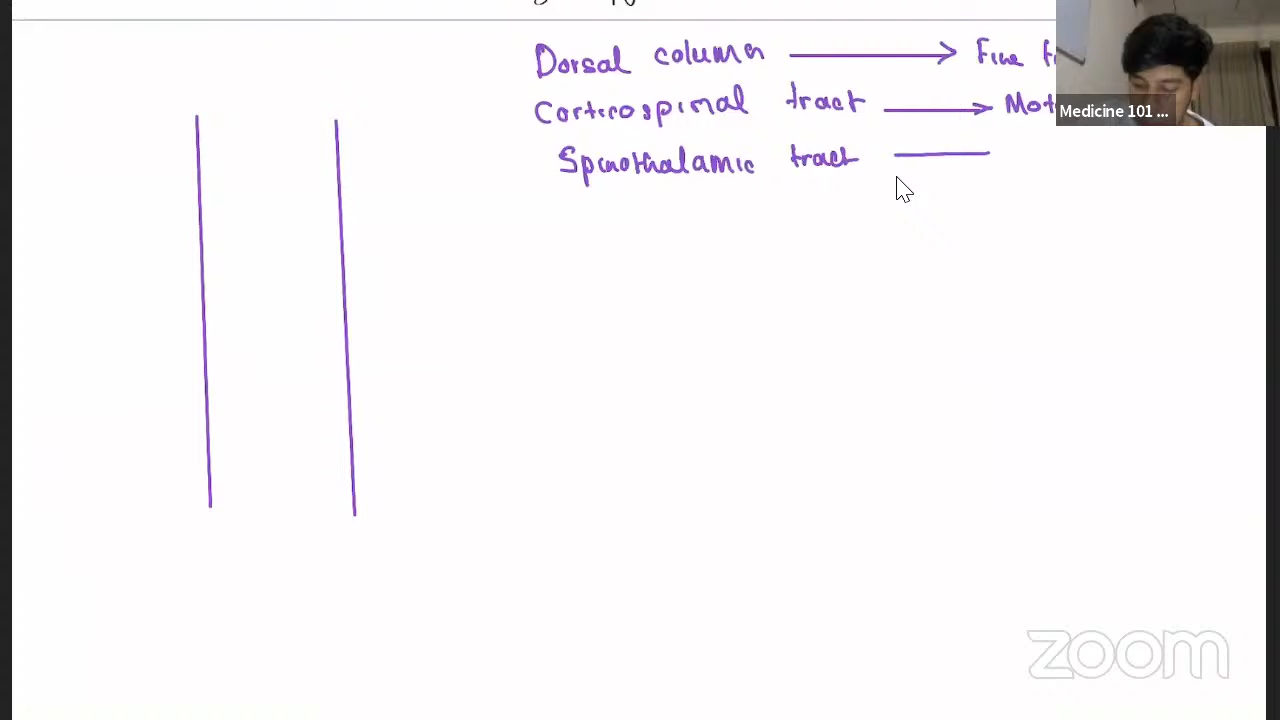 Dorsal column Fine
Corticospinal tract Mot
Spinothalamic tract
Medicine 101 ...
zoom